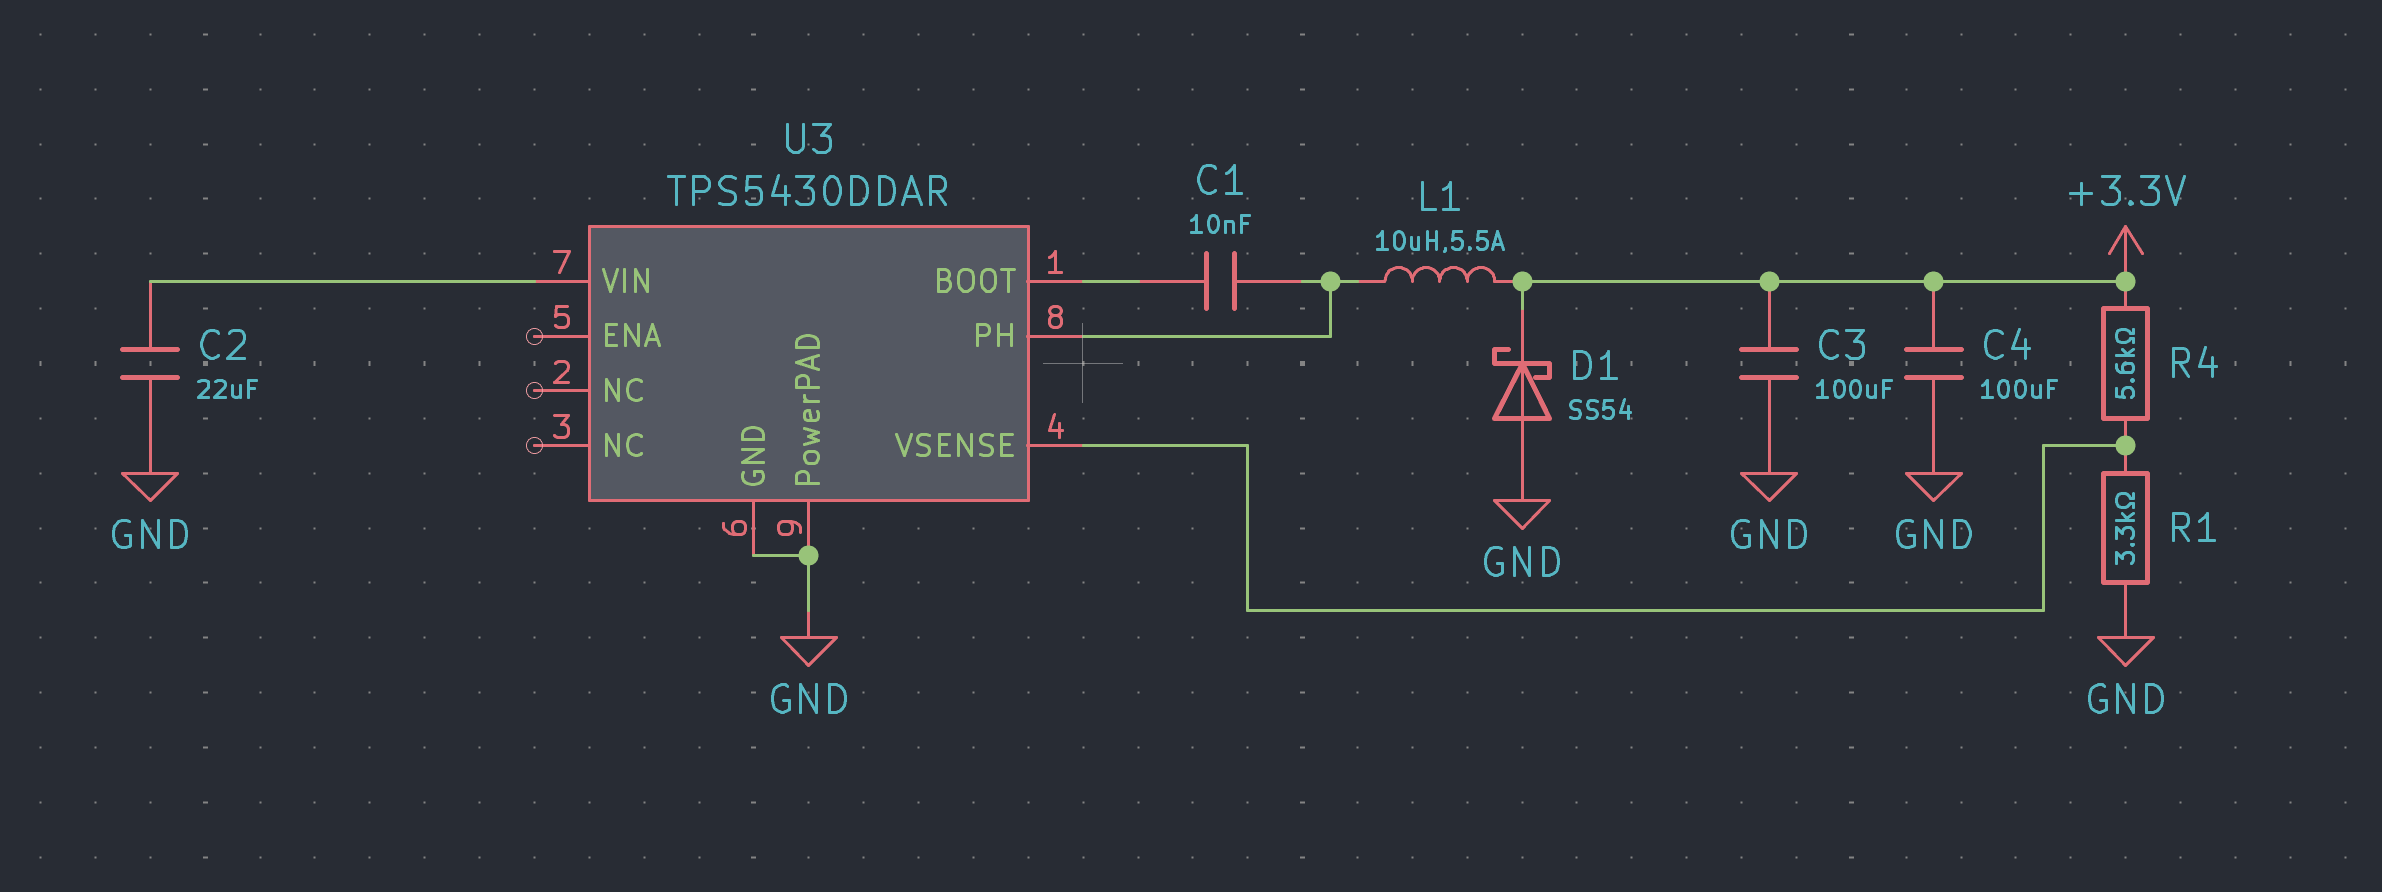 U3
TPS5430DDAR
7
VIN
5
ENA
2
NC
3
NC
BOOT
1
PH
8
VSENSE
4
GND
PowerPAD
6
9
GND
C2
22uF
GND
C1
10nF
L1
10uH,5.5A
D1
SS54
GND
C3
100uF
GND
C4
100uF
GND
+3.3V
5.6kΩ
R4
3.3kΩ
R1
GND